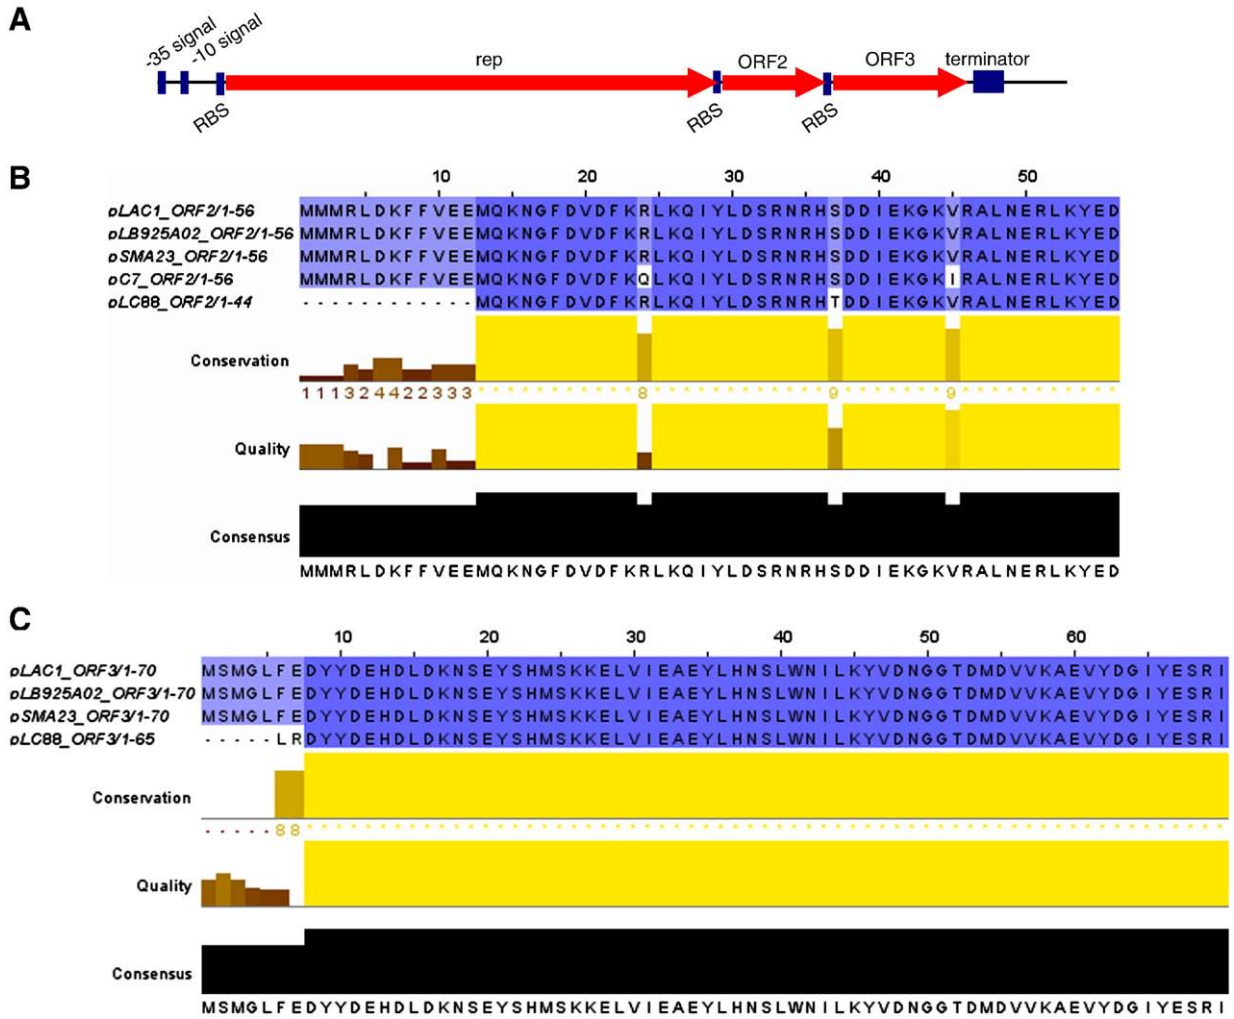 A
-35 signal
-10 signal
rep
ORF2
ORF3
terminator
RBS
RBS
RBS
B
10 20 30 40 50
pLAC1_ORF2/1-56 MMMRLDKFFVEEMQKNGFDVDFKRLKQIYLDSRNRHSDDIEKGKVRALNERLKYED
pLB925A02_ORF2/1-56 MMMRLDKFFVEEMQKNGFDVDFKRLKQIYLDSRNRHSDDIEKGKVRALNERLKYED
pSMA23_ORF2/1-56 MMMRLDKFFVEEMQKNGFDVDFKRLKQIYLDSRNRHSDDIEKGKVRALNERLKYED
pC7_ORF2/1-56 MMMRLDKFFVEEMQKNGFDVDFKQLKQIYLDSRNRHSDDIEKGKIRALNERLKYED
pLC88_ORF2/1-44 ------------MQKNGFDVDFKRLKQIYLDSRNRHTDDIEKGKVRALNERLKYED
Conservation
111324422333***********8************9*******9***********
Quality
Consensus
MMMRLDKFFVEEMQKNGFDVDFKRLKQIYLDSRNRHSDDIEKGKVRALNERLKYED
C
10 20 30 40 50 60
pLAC1_ORF3/1-70 MSMGLFEDYYDEHDLDKNSEYSHMSKKELVIEAEYLHNSLWNILKYVDNGGTDMDVVKAEVYDGIYESRI
pLB925A02_ORF3/1-70 MSMGLFEDYYDEHDLDKNSEYSHMSKKELVIEAEYLHNSLWNILKYVDNGGTDMDVVKAEVYDGIYESRI
pSMA23_ORF3/1-70 MSMGLFEDYYDEHDLDKNSEYSHMSKKELVIEAEYLHNSLWNILKYVDNGGTDMDVVKAEVYDGIYESRI
pLC88_ORF3/1-65 -----LRDYYDEHDLDKNSEYSHMSKKELVIEAEYLHNSLWNILKYVDNGGTDMDVVKAEVYDGIYESRI
Conservation
-----88***************************************************************
Quality
Consensus
MSMGLFEDYYDEHDLDKNSEYSHMSKKELVIEAEYLHNSLWNILKYVDNGGTDMDVVKAEVYDGIYESRI